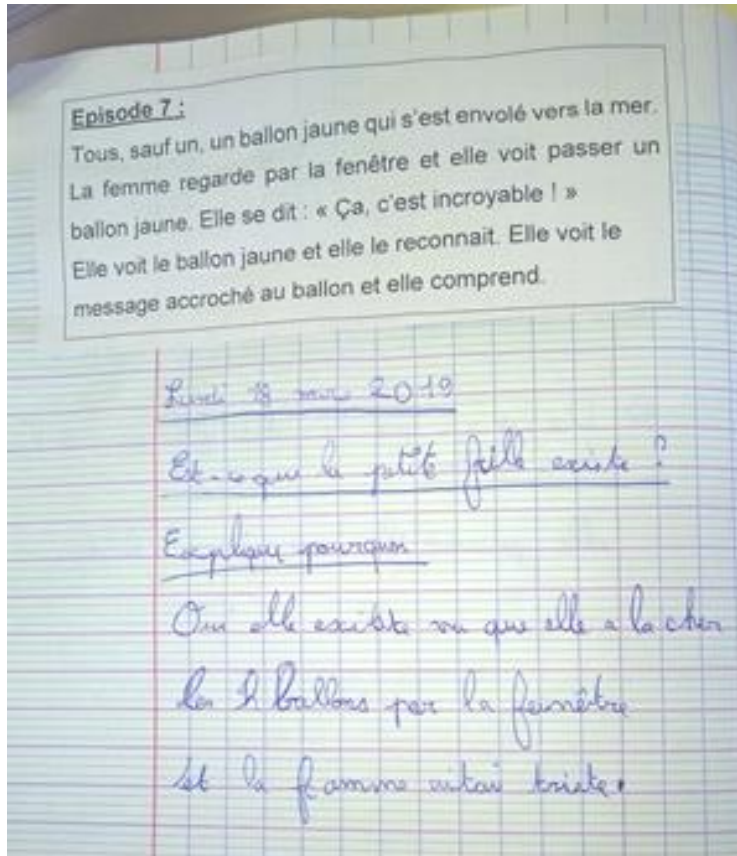 Episode 7 :
Tous, sauf un, un ballon jaune qui s'est envolé vers la mer.
La femme regarde par la fenêtre et elle voit passer un
ballon jaune. Elle se dit : « Ça, c'est incroyable ! »
Elle voit le ballon jaune et elle le reconnait. Elle voit le
message accroché au ballon et elle comprend.
Lundi 18 mars 2019
Est-ce que la petite fille existe ?
Explique pourquoi
Oui elle existe vu que elle a la cher
les ballons par la feunêtre
et la famme était triste.